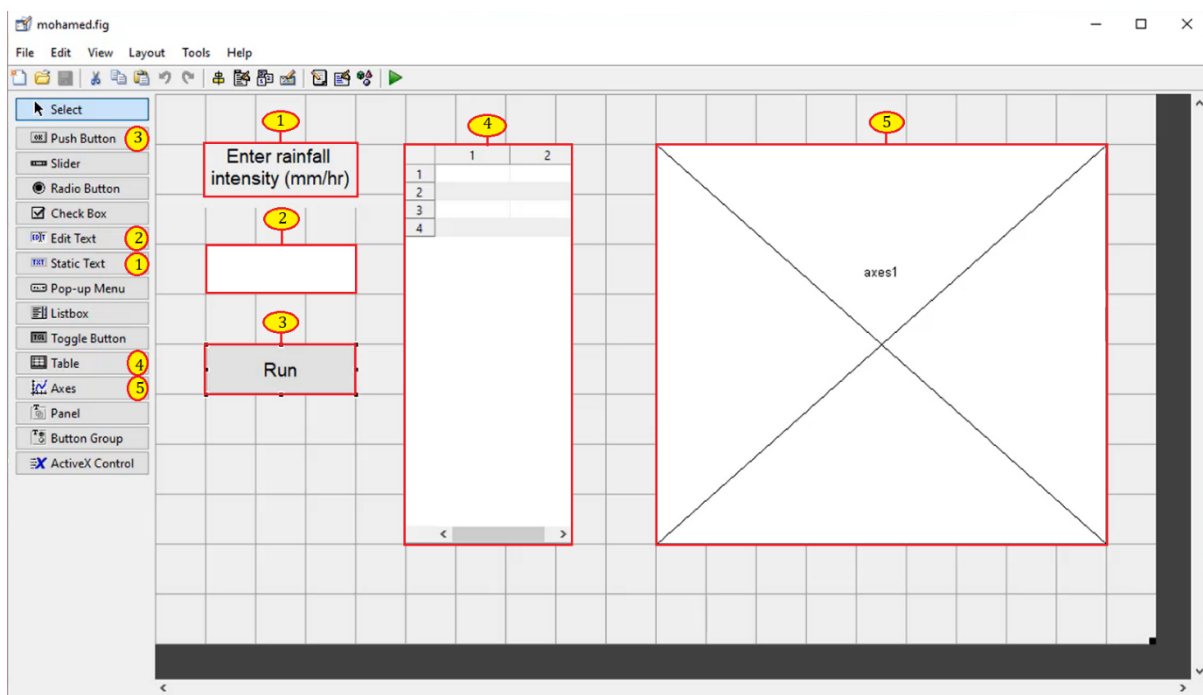 mohamed.fig
File Edit View Layout Tools Help
Select
Push Button 3
Slider
Radio Button
Check Box
Edit Text 2
Static Text 1
Pop-up Menu
Listbox
Toggle Button
Table 4
Axes 5
Panel
Button Group
ActiveX Control
1
Enter rainfall
intensity (mm/hr)
2
3
Run
4
1 2
1
2
3
4
5
axes1